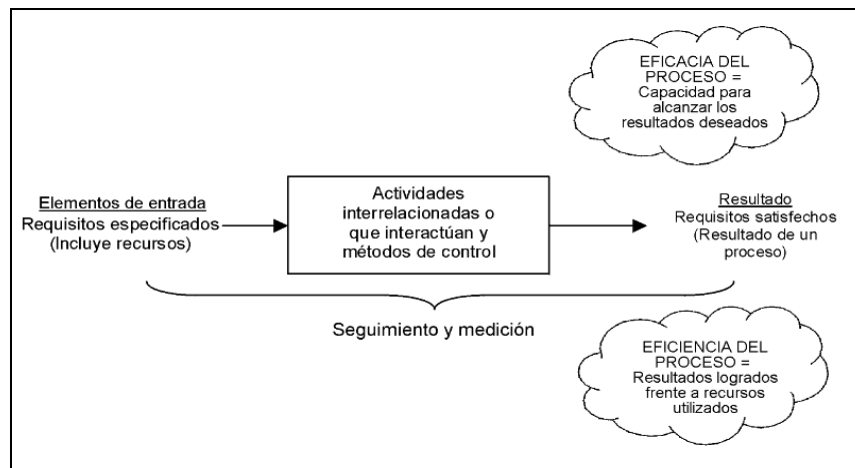 EFICACIA DEL
PROCESO =
Capacidad para
alcanzar los
resultados deseados
Elementos de entrada
Requisitos especificados
(Incluye recursos)
Actividades
interrelacionadas o
que interactúan y
métodos de control
Resultado
Requisitos satisfechos
(Resultado de un
proceso)
Seguimiento y medición
EFICIENCIA DEL
PROCESO =
Resultados logrados
frente a recursos
utilizados